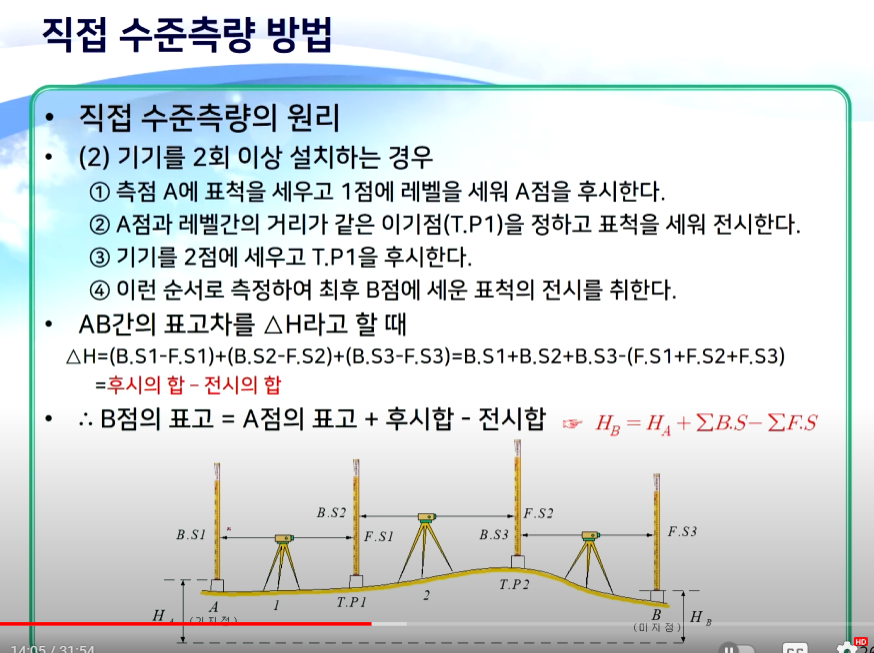 직접 수준측량 방법
• 직접 수준측량의 원리
• (2) 기기를 2회 이상 설치하는 경우
① 측점 A에 표척을 세우고 1점에 레벨을 세워 A점을 후시한다.
② A점과 레벨간의 거리가 같은 이기점(T.P1)을 정하고 표척을 세워 전시한다.
③ 기기를 2점에 세우고 T.P1을 후시한다.
④ 이런 순서로 측정하여 최후 B점에 세운 표척의 전시를 취한다.
• AB간의 표고차를 △H라고 할 때
△H=(B.S1-F.S1)+(B.S2-F.S2)+(B.S3-F.S3)=B.S1+B.S2+B.S3-(F.S1+F.S2+F.S3)
=후시의 합 – 전시의 합
• ∴ B점의 표고 = A점의 표고 + 후시합 - 전시합 ☞ H_B = H_A + ∑B.S− ∑F.S
B.S1
B.S2
F.S1
B.S3
F.S2
F.S3
H_A
A
(기지점)
1
T.P1
2
T.P2
B
(미지점)
H_B
14:05 / 31:54
CC
HD